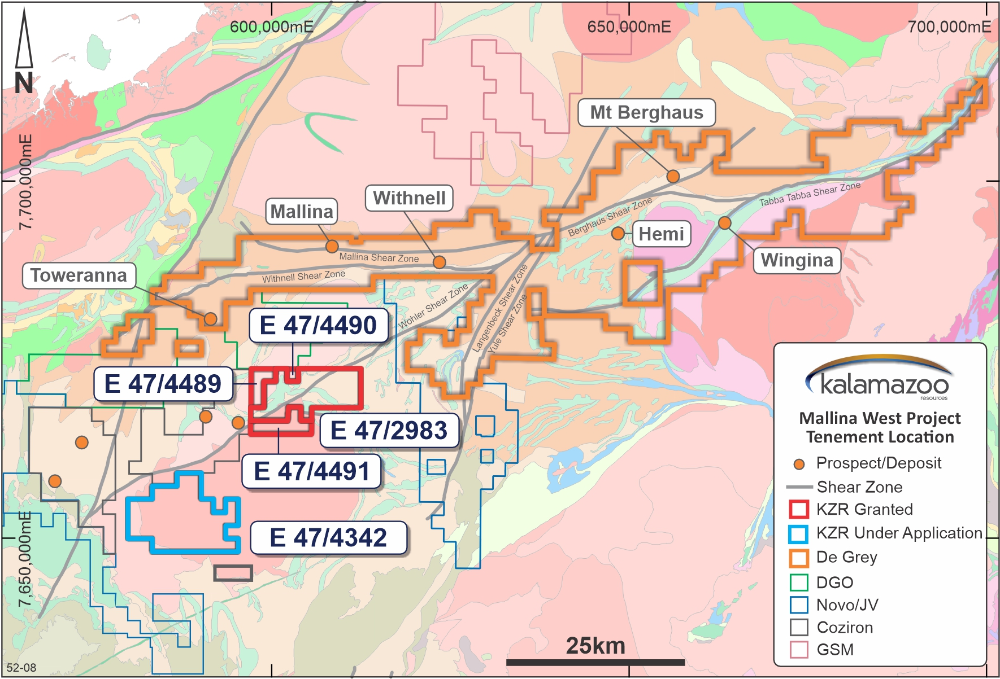 600,000mE
650,000mE
700,000mE
N
7,700,000mE
7,650,000mE
Mt Berghaus
Withnell
Mallina
Hemi
Wingina
Toweranna
Berghaus Shear Zone
Tabba Tabba Shear Zone
Mallina Shear Zone
Withnell Shear Zone
Wohler Shear Zone
Langenbeck Shear Zone
Yule Shear Zone
E 47/4490
E 47/4489
E 47/2983
E 47/4491
E 47/4342
kalamazoo
resources
Mallina West Project
Tenement Location
Prospect/Deposit
Shear Zone
KZR Granted
KZR Under Application
De Grey
DGO
Novo/JV
Coziron
GSM
25km
52-08